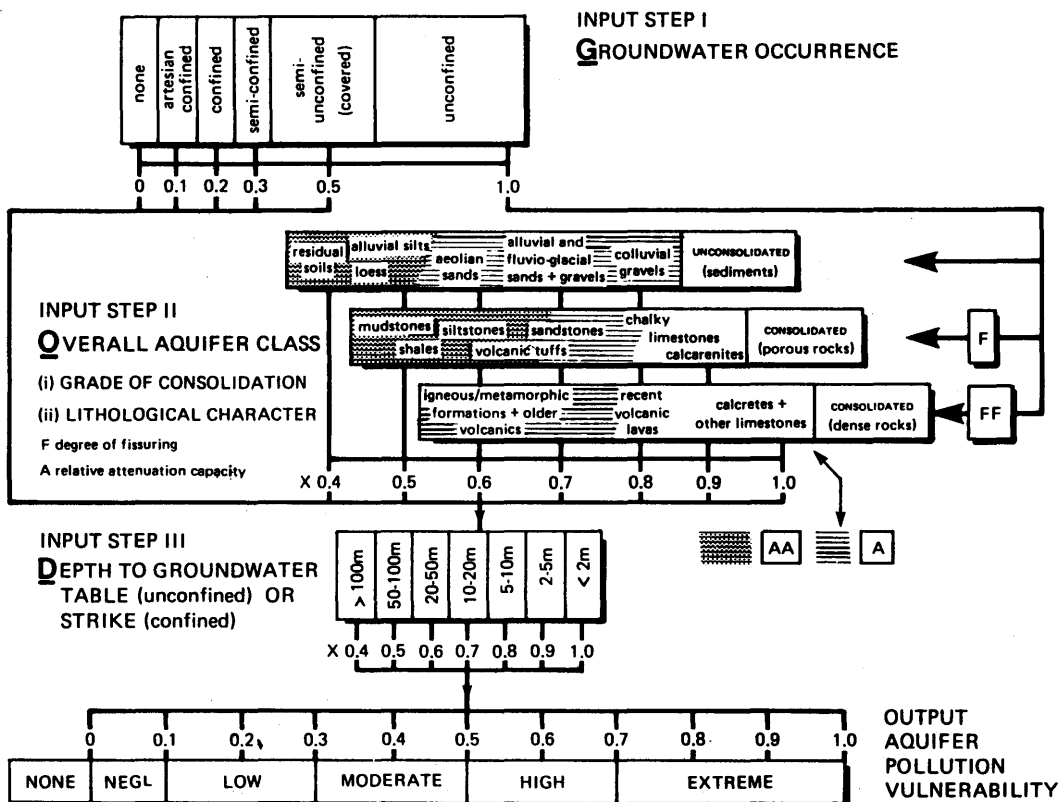 INPUT STEP I
GROUNDWATER OCCURRENCE
none
artesian
confined
confined
semi-confined
semi-
unconfined
(covered)
unconfined
0 0.1 0.2 0.3 0.5 1.0
INPUT STEP II
OVERALL AQUIFER CLASS
(i) GRADE OF CONSOLIDATION
(ii) LITHOLOGICAL CHARACTER
F degree of fissuring
A relative attenuation capacity
residual
soils
alluvial silts
loess
aeolian
sands
alluvial and
fluvio-glacial
sands + gravels
colluvial
gravels
UNCONSOLIDATED
(sediments)
mudstones
shales
siltstones
volcanic tuffs
sandstones
chalky
limestones
calcarenites
CONSOLIDATED
(porous rocks)
F
igneous/metamorphic
formations + older
volcanics
recent
volcanic
lavas
calcretes +
other limestones
CONSOLIDATED
(dense rocks)
FF
X 0.4 0.5 0.6 0.7 0.8 0.9 1.0
AA A
INPUT STEP III
DEPTH TO GROUNDWATER
TABLE (unconfined) OR
STRIKE (confined)
> 100m
50-100m
20-50m
10-20m
5-10m
2-5m
< 2m
X 0.4 0.5 0.6 0.7 0.8 0.9 1.0
0 0.1 0.2 0.3 0.4 0.5 0.6 0.7 0.8 0.9 1.0
NONE NEGL LOW MODERATE HIGH EXTREME
OUTPUT
AQUIFER
POLLUTION
VULNERABILITY